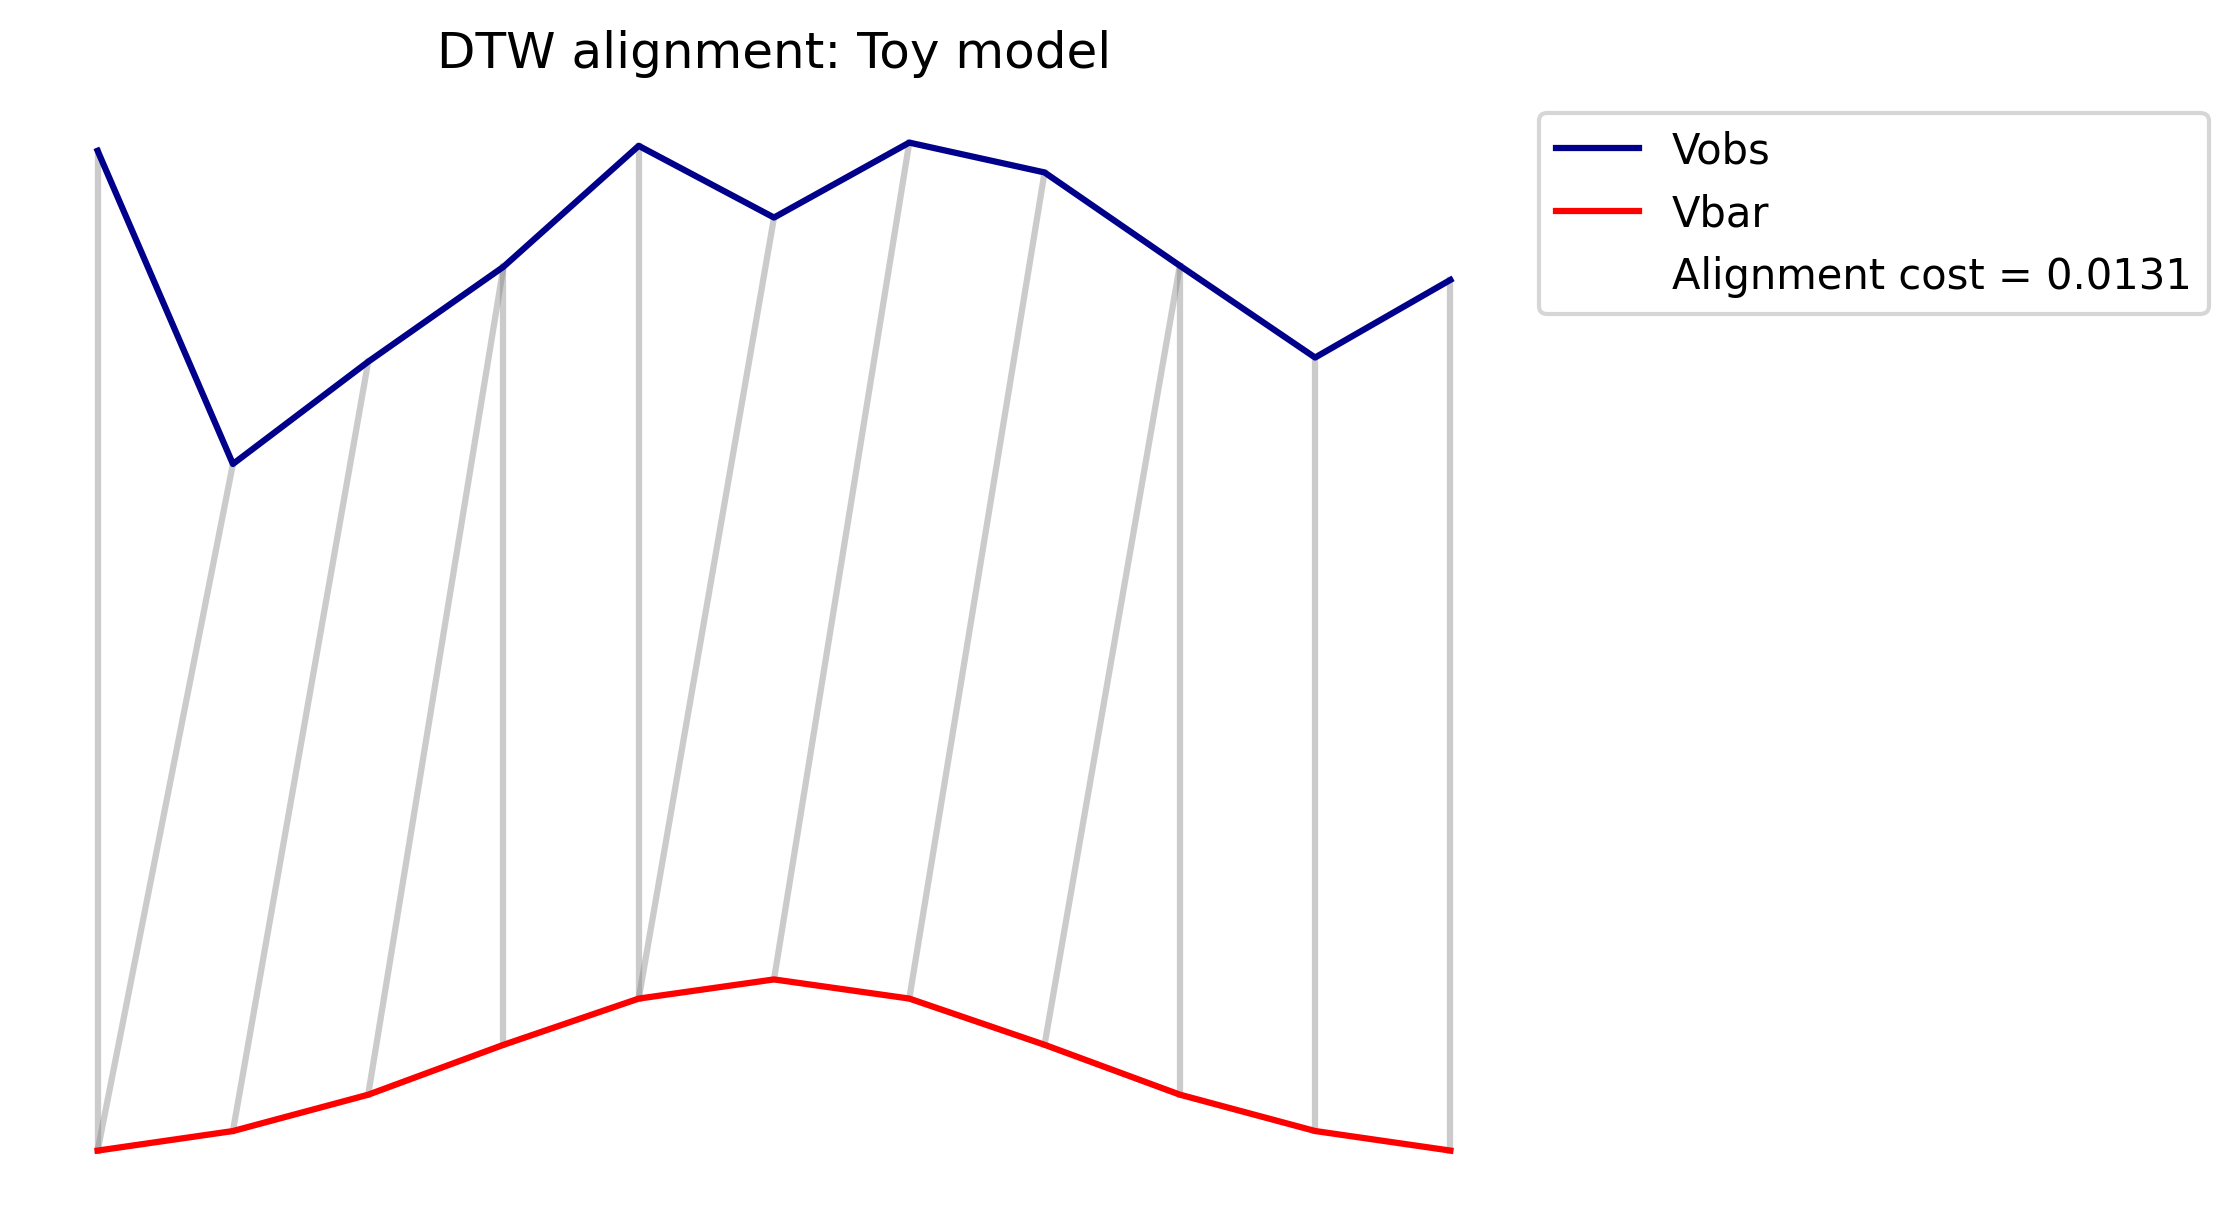 DTW alignment: Toy model
Vobs
Vbar
Alignment cost = 0.0131